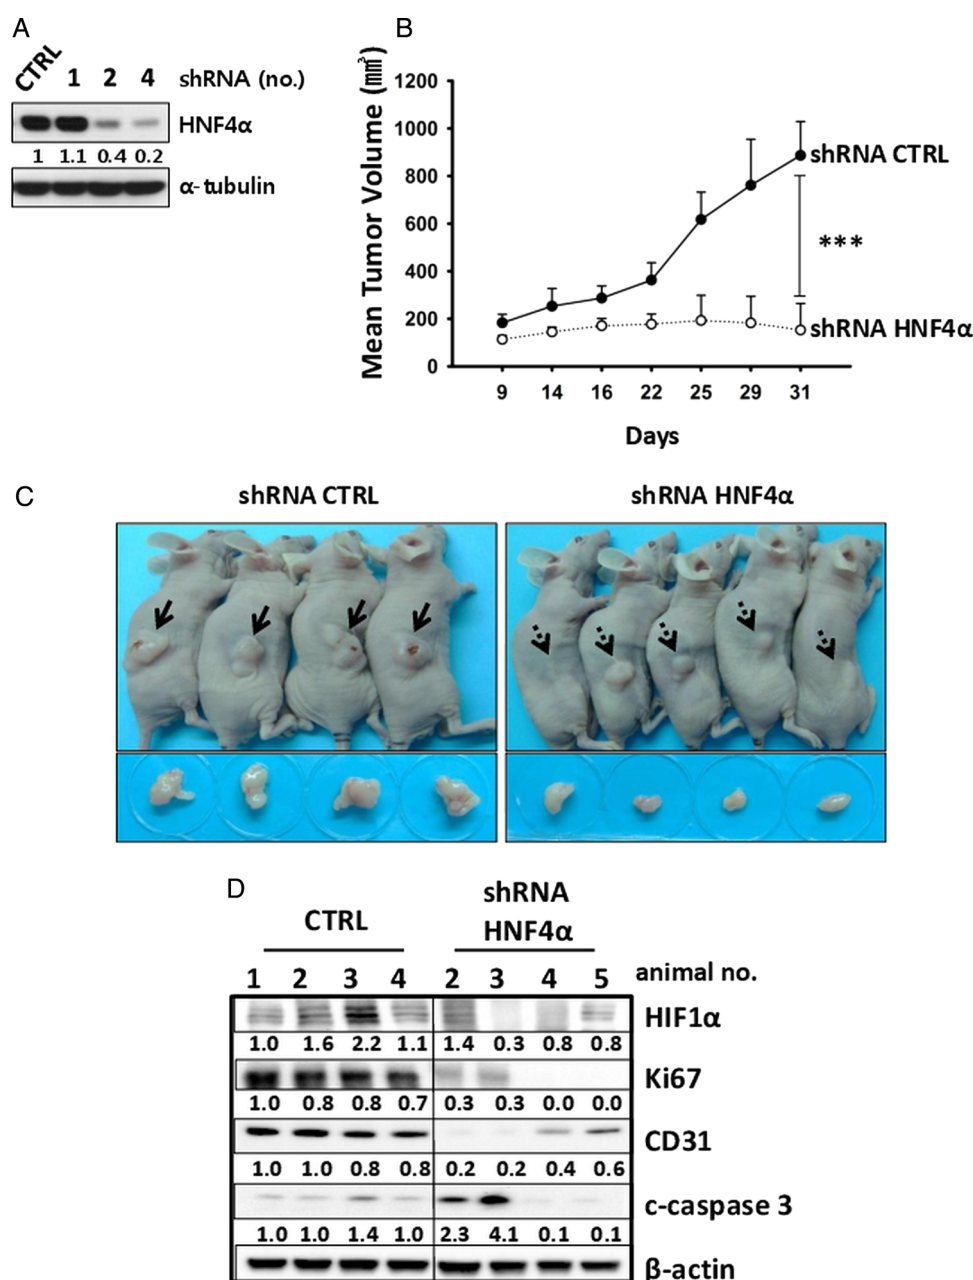 A
CTRL 1 2 4 shRNA (no.)
HNF4α
1 1.1 0.4 0.2
α-tubulin
B
Mean Tumor Volume (mm³)
1200
1000
800
600
400
200
0
shRNA CTRL
***
shRNA HNF4α
9 14 16 22 25 29 31
Days
C
shRNA CTRL
shRNA HNF4α
D
CTRL
shRNA
HNF4α
1 2 3 4 2 3 4 5 animal no.
HIF1α
1.0 1.6 2.2 1.1 1.4 0.3 0.8 0.8
Ki67
1.0 0.8 0.8 0.7 0.3 0.3 0.0 0.0
CD31
1.0 1.0 0.8 0.8 0.2 0.2 0.4 0.6
c-caspase 3
1.0 1.0 1.4 1.0 2.3 4.1 0.1 0.1
β-actin